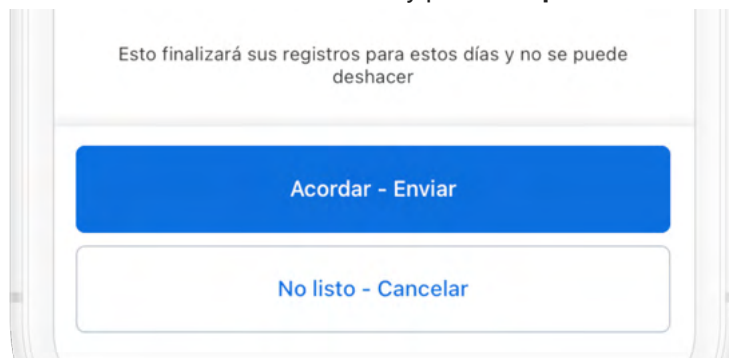 Esto finalizará sus registros para estos días y no se puede
deshacer
Acordar - Enviar
No listo - Cancelar